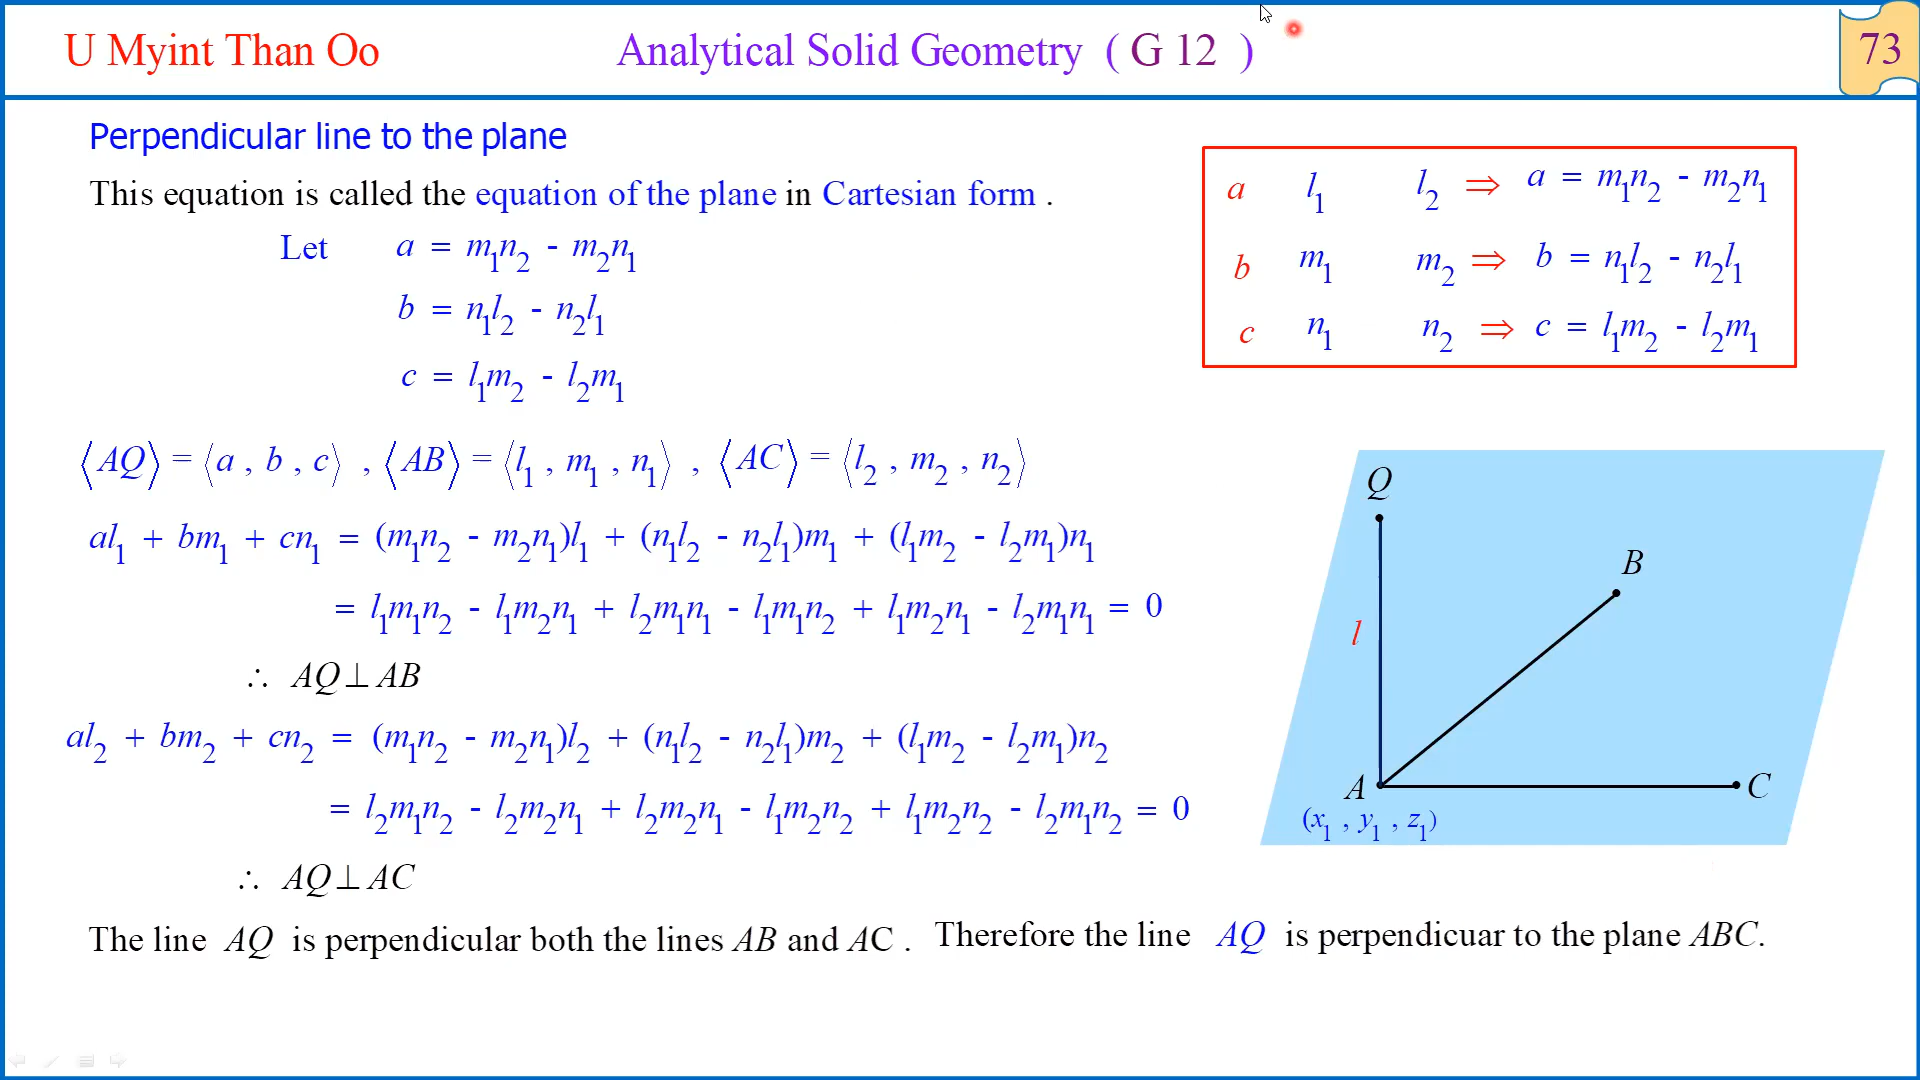 U Myint Than Oo
Analytical Solid Geometry ( G 12 )
73
Perpendicular line to the plane
This equation is called the equation of the plane in Cartesian form .
Let a = m₁n₂ - m₂n₁
b = n₁l₂ - n₂l₁
c = l₁m₂ - l₂m₁
a l₁ l₂ ⇒ a = m₁n₂ - m₂n₁
b m₁ m₂ ⇒ b = n₁l₂ - n₂l₁
c n₁ n₂ ⇒ c = l₁m₂ - l₂m₁
⟨AQ⟩ = ⟨a , b , c⟩ , ⟨AB⟩ = ⟨l₁ , m₁ , n₁⟩ , ⟨AC⟩ = ⟨l₂ , m₂ , n₂⟩
al₁ + bm₁ + cn₁ = (m₁n₂ - m₂n₁)l₁ + (n₁l₂ - n₂l₁)m₁ + (l₁m₂ - l₂m₁)n₁
= l₁m₁n₂ - l₁m₂n₁ + l₂m₁n₁ - l₁m₁n₂ + l₁m₂n₁ - l₂m₁n₁ = 0
∴ AQ ⊥ AB
al₂ + bm₂ + cn₂ = (m₁n₂ - m₂n₁)l₂ + (n₁l₂ - n₂l₁)m₂ + (l₁m₂ - l₂m₁)n₂
= l₂m₁n₂ - l₂m₂n₁ + l₂m₂n₁ - l₁m₂n₂ + l₁m₂n₂ - l₂m₁n₂ = 0
∴ AQ ⊥ AC
The line AQ is perpendicular both the lines AB and AC . Therefore the line AQ is perpendicuar to the plane ABC.
Q
B
l
A
C
(x₁ , y₁ , z₁)